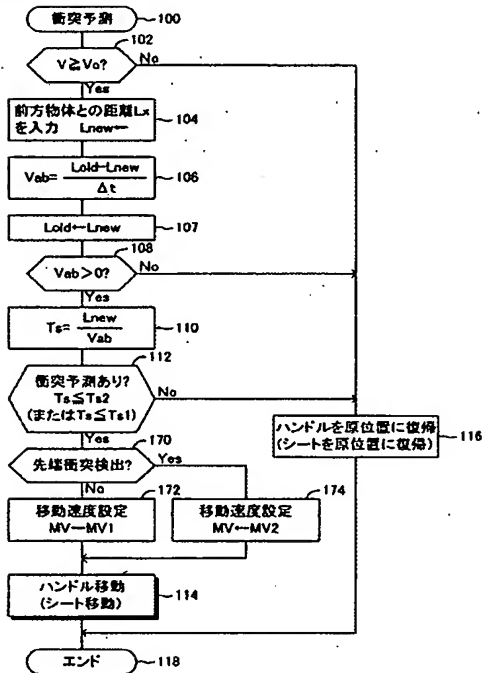 衝突予測
100
102
V≧Vo?
No
Yes
前方物体との距離Lx
を入力 Lnew←
104
Vab= Lold-Lnew
Δt
106
Lold←Lnew
107
108
Vab>0?
No
Yes
Ts= Lnew
Vab
110
112
衝突予測あり?
Ts≦Ts2
(またはTs≦Ts1)
No
Yes
ハンドルを原位置に復帰
(シートを原位置に復帰)
116
170
先端衝突検出?
Yes
No
172
移動速度設定
MV←MV1
174
移動速度設定
MV←MV2
ハンドル移動
(シート移動)
114
エンド
118